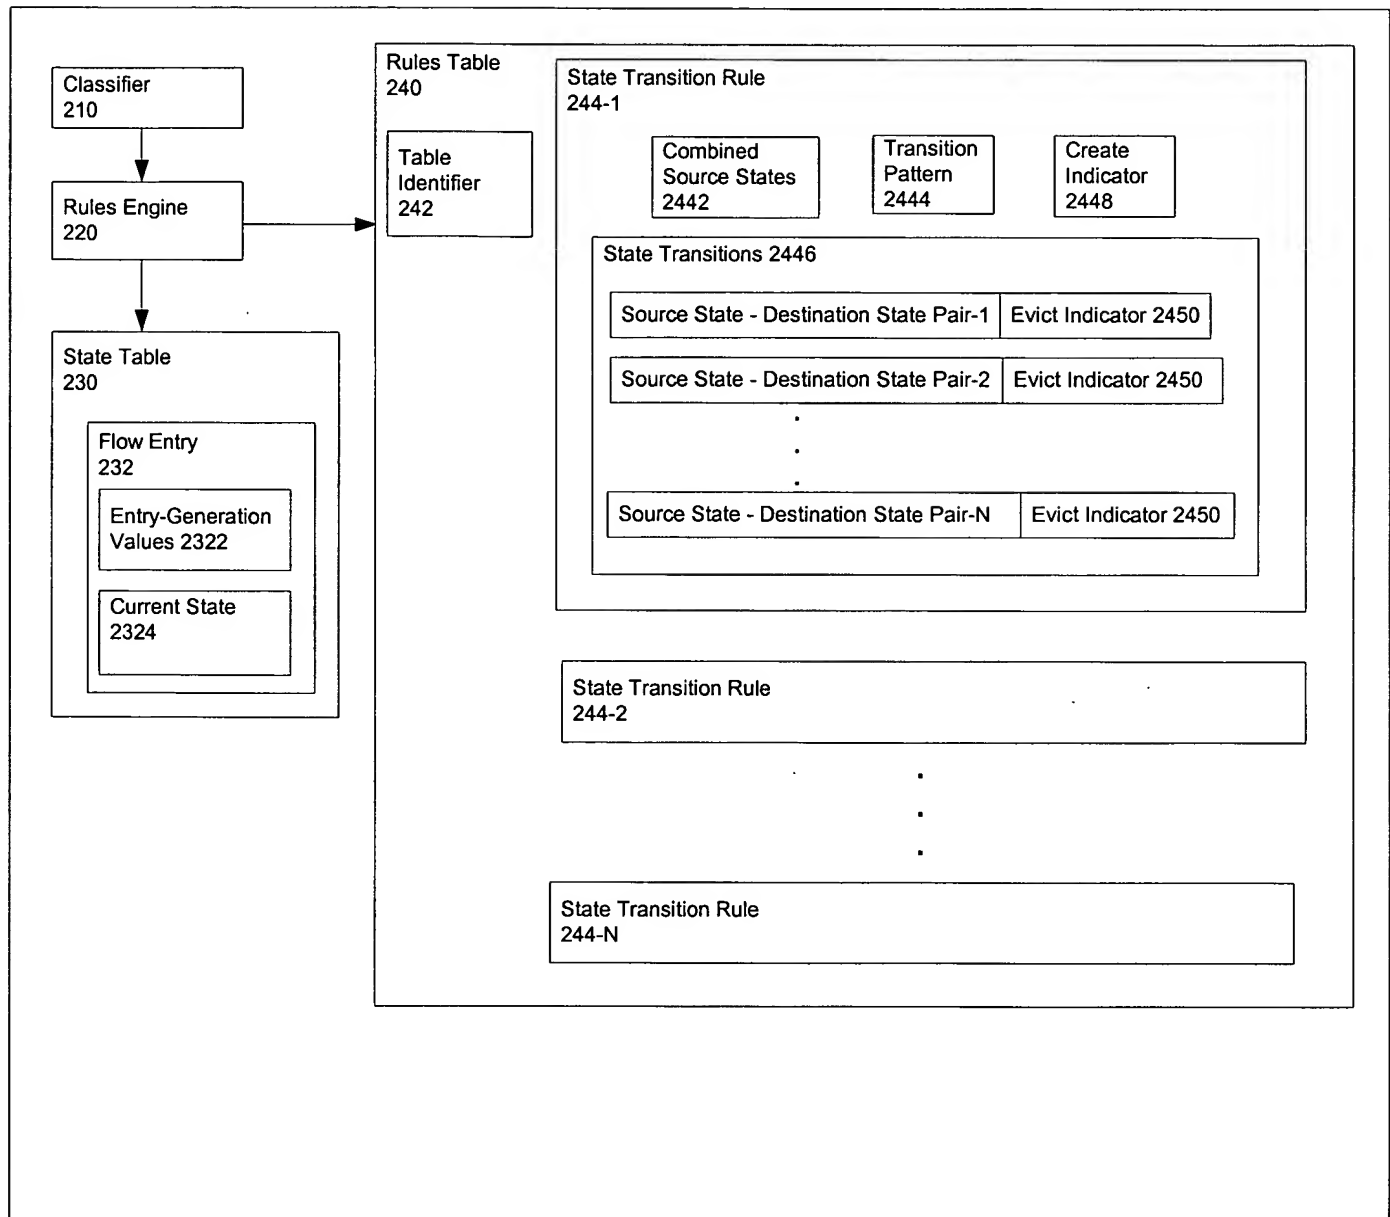 Classifier
210
Rules Engine
220
State Table
230
Flow Entry
232
Entry-Generation
Values 2322
Current State
2324
Rules Table
240
Table
Identifier
242
State Transition Rule
244-1
Combined
Source States
2442
Transition
Pattern
2444
Create
Indicator
2448
State Transitions 2446
Source State - Destination State Pair-1 Evict Indicator 2450
Source State - Destination State Pair-2 Evict Indicator 2450
Source State - Destination State Pair-N Evict Indicator 2450
State Transition Rule
244-2
State Transition Rule
244-N